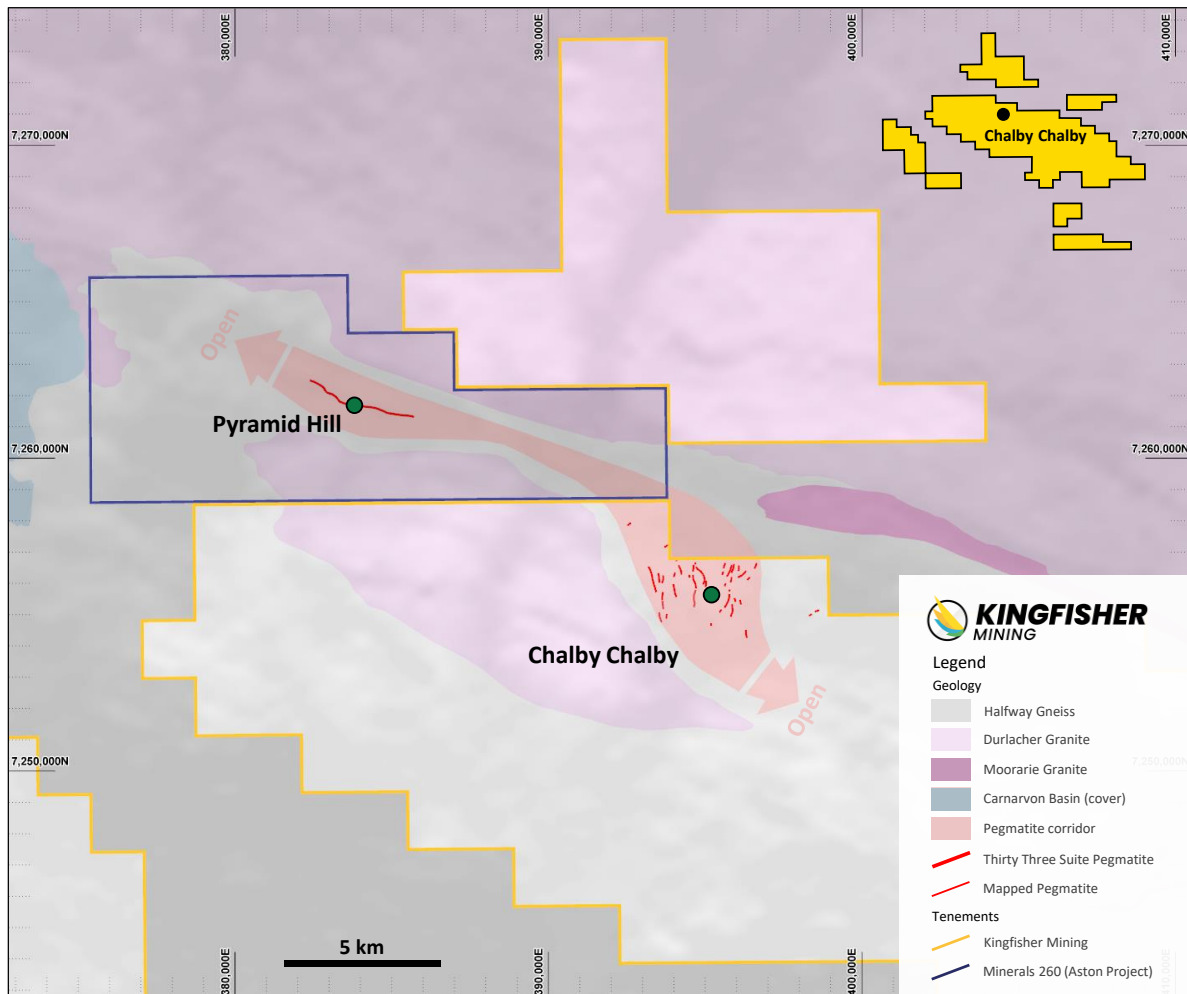 380,000E
390,000E
400,000E
410,000E
7,270,000N
7,270,000N
Chalby Chalby
Open
Pyramid Hill
7,260,000N
7,260,000N
Chalby Chalby
Open
KINGFISHER
MINING
Legend
Geology
Halfway Gneiss
Durlacher Granite
Moorarie Granite
Carnarvon Basin (cover)
Pegmatite corridor
Thirty Three Suite Pegmatite
Mapped Pegmatite
Tenements
Kingfisher Mining
Minerals 260 (Aston Project)
7,250,000N
7,250,000N
5 km
380,000E
390,000E
400,000E
410,000E